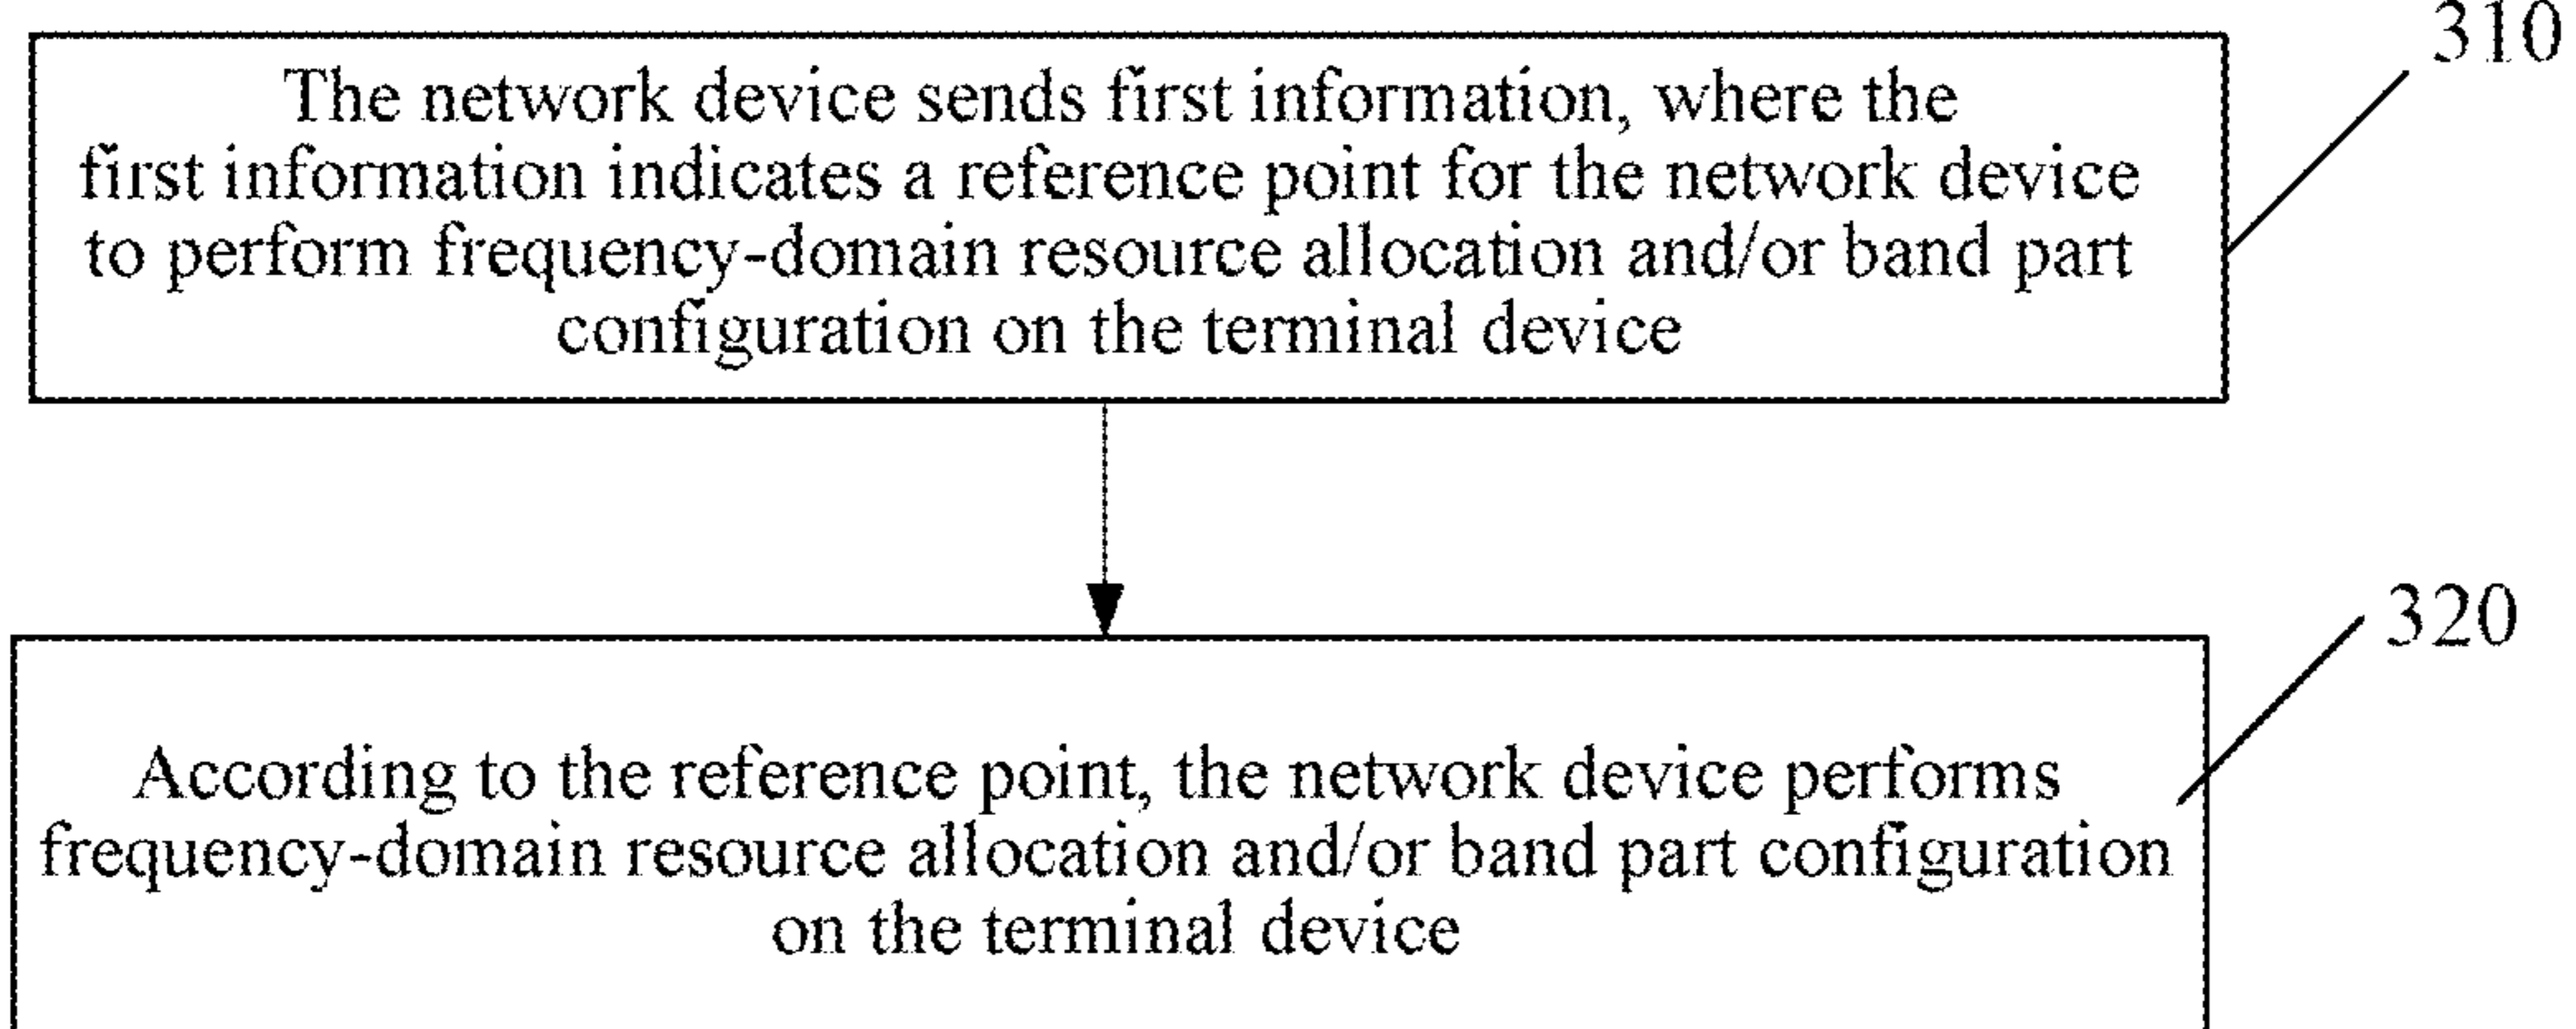 310
The network device sends first information, where the
first information indicates a reference point for the network device
to perform frequency-domain resource allocation and/or band part
configuration on the terminal device
320
According to the reference point, the network device performs
frequency-domain resource allocation and/or band part configuration
on the terminal device